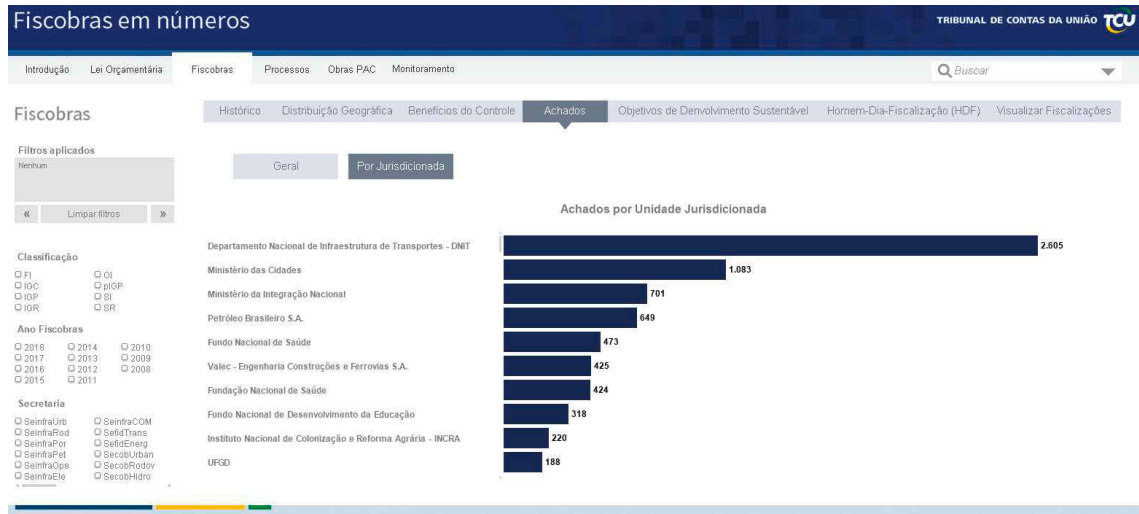 Fiscobras em números
TRIBUNAL DE CONTAS DA UNIÃO TCU
Introdução Lei Orçamentária Fiscobras Processos Obras PAC Monitoramento Buscar
Fiscobras
Histórico Distribuição Geográfica Benefícios do Controle Achados Objetivos de Denvolvimento Sustentável Homem-Dia-Fiscalização (HDF) Visualizar Fiscalizações
Filtros aplicados
Nenhum
« Limpar filtros »
Geral Por Jurisdicionada
Classificação
FI OI
IGC pIGP
IGP SI
IGR SR
Ano Fiscobras
2018 2014 2010
2017 2013 2009
2016 2012 2008
2015 2011
Secretaria
SeinfraUrb SeinfraCOM
SeinfraRod SefidTrans
SeinfraPor SefidEnerg
SeinfraPet SecobUrban
SeinfraOpe SecobRodov
SeinfraEle SecobHidro
Achados por Unidade Jurisdicionada
Departamento Nacional de Infraestrutura de Transportes - DNIT 2.605
Ministério das Cidades 1.083
Ministério da Integração Nacional 701
Petróleo Brasileiro S.A. 649
Fundo Nacional de Saúde 473
Valec - Engenharia Construções e Ferrovias S.A. 425
Fundação Nacional de Saúde 424
Fundo Nacional de Desenvolvimento da Educação 318
Instituto Nacional de Colonização e Reforma Agrária - INCRA 220
UFGD 188